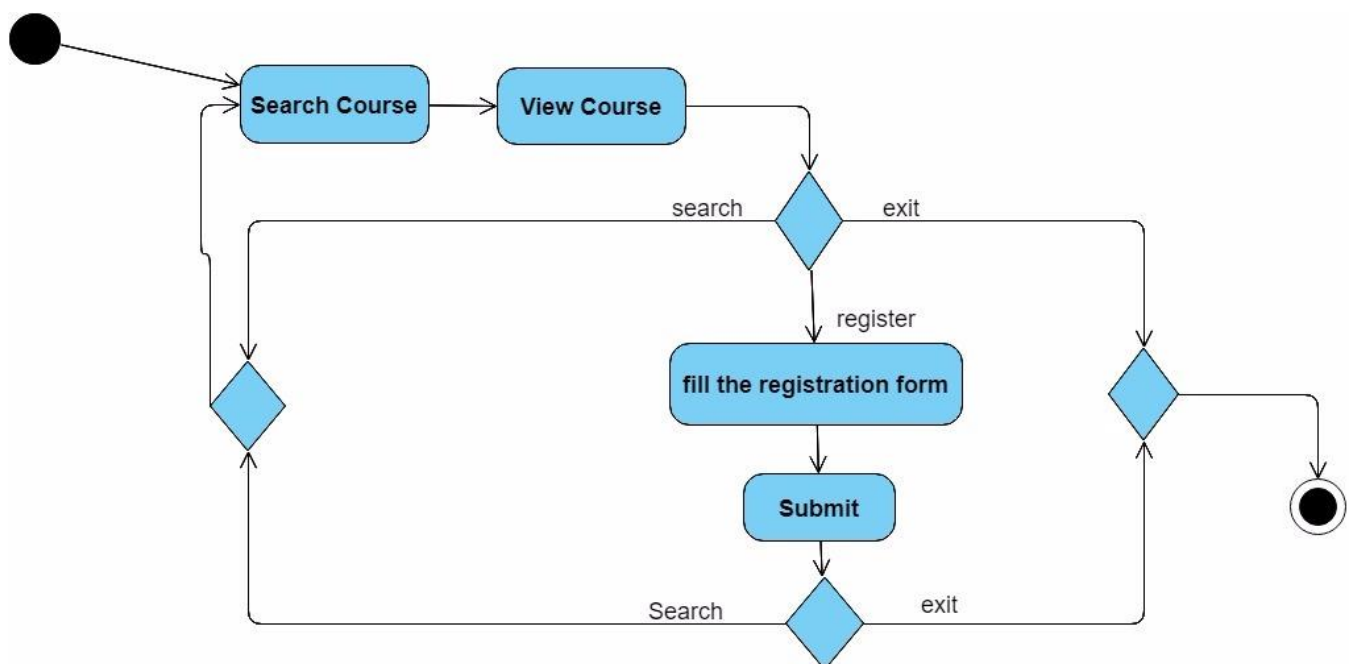 Search Course
View Course
search
exit
register
fill the registration form
Submit
Search
exit